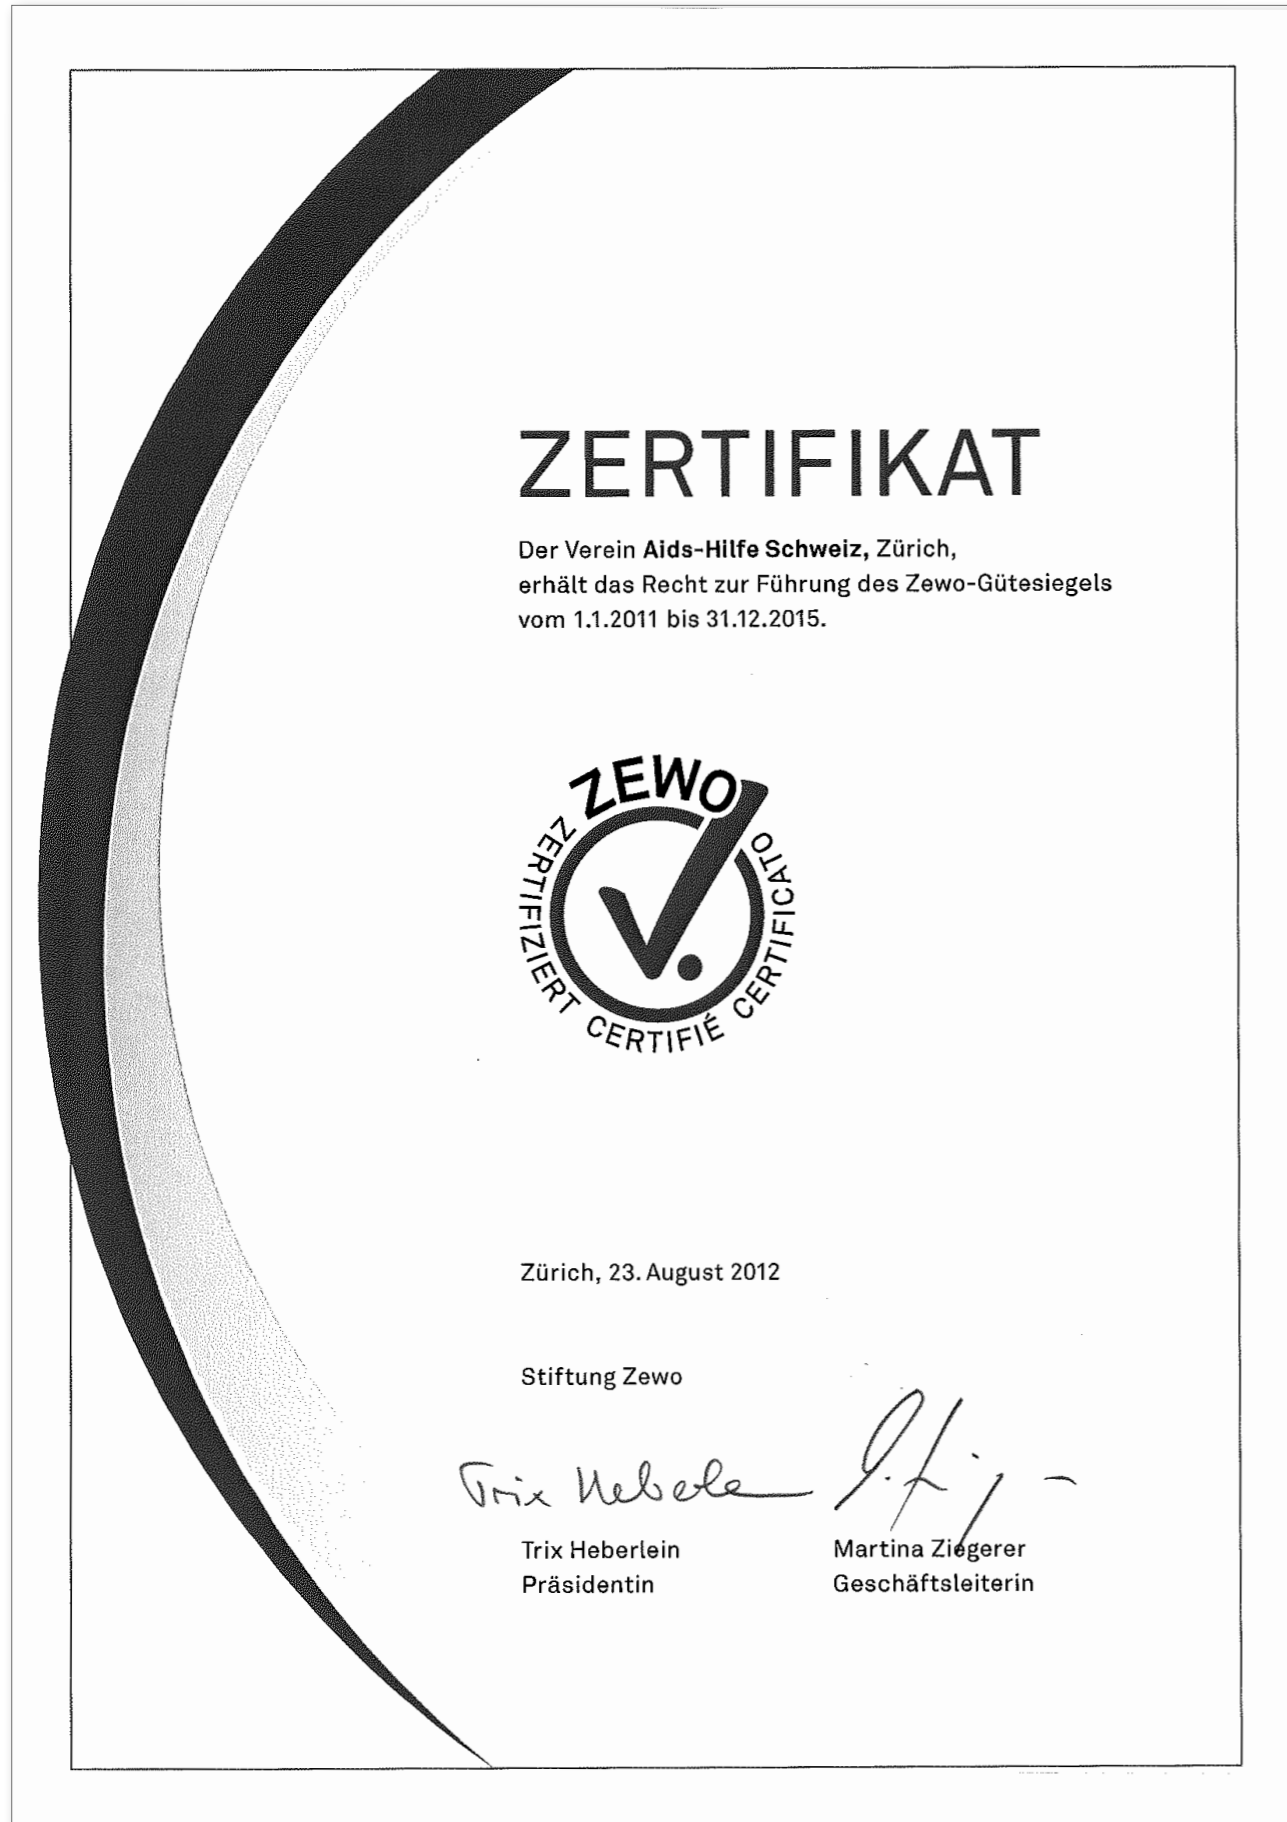 ZERTIFIKAT
Der Verein Aids-Hilfe Schweiz, Zürich,
erhält das Recht zur Führung des Zewo-Gütesiegels
vom 1.1.2011 bis 31.12.2015.
ZEWO
ZERTIFIZIERT CERTIFIÉ CERTIFICATO
Zürich, 23. August 2012
Stiftung Zewo
Trix Heberlein
Trix Heberlein Martina Ziegerer
Präsidentin Geschäftsleiterin